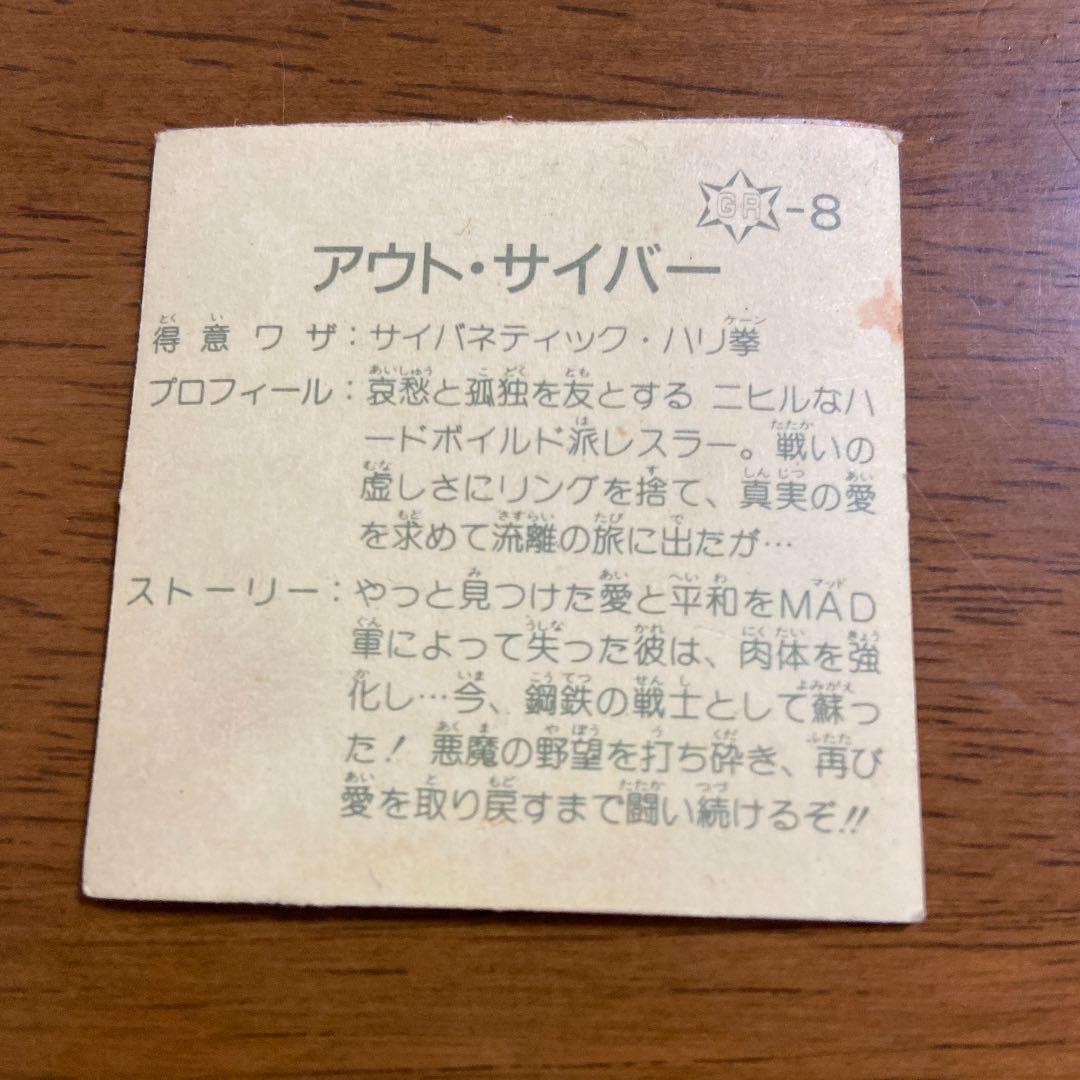 GR-8
アウト・サイバー
得意ワザ：サイバネティック・ハリ拳
プロフィール：哀愁と孤独を友とする ニヒルなハ
ードボイルド派レスラー。戦いの
虚しさにリングを捨て、真実の愛
を求めて流離の旅に出たが…
ストーリー：やっと見つけた愛と平和をMAD
軍によって失った彼は、肉体を強
化し…今、鋼鉄の戦士として蘇っ
た！悪魔の野望を打ち砕き、再び
愛を取り戻すまで闘い続けるぞ!!